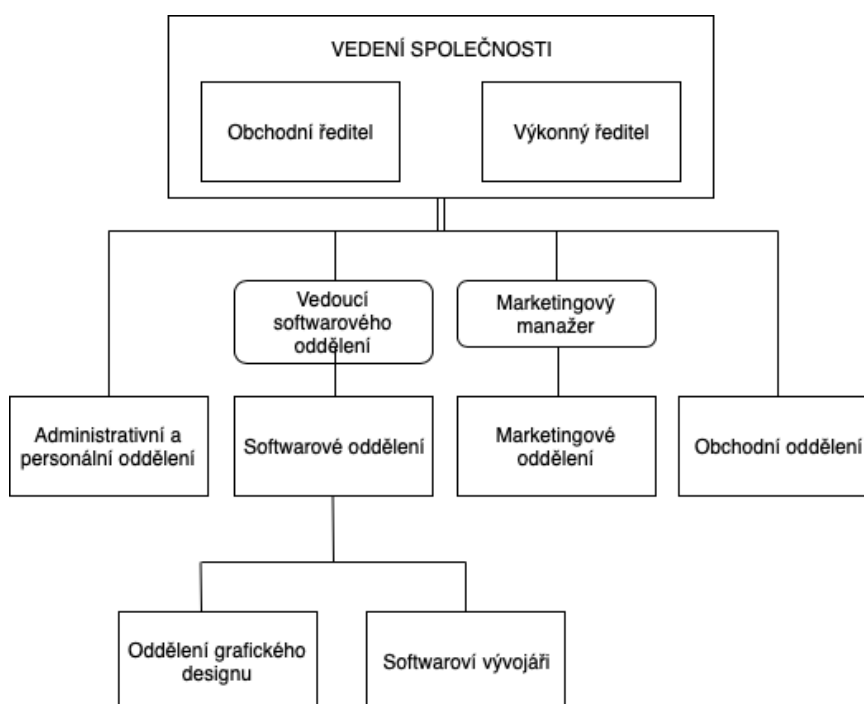 VEDENÍ SPOLEČNOSTI
Obchodní ředitel
Výkonný ředitel
Vedoucí
softwarového
oddělení
Marketingový
manažer
Administrativní a
personální oddělení
Softwarové oddělení
Marketingové
oddělení
Obchodní oddělení
Oddělení grafického
designu
Softwaroví vývojáři